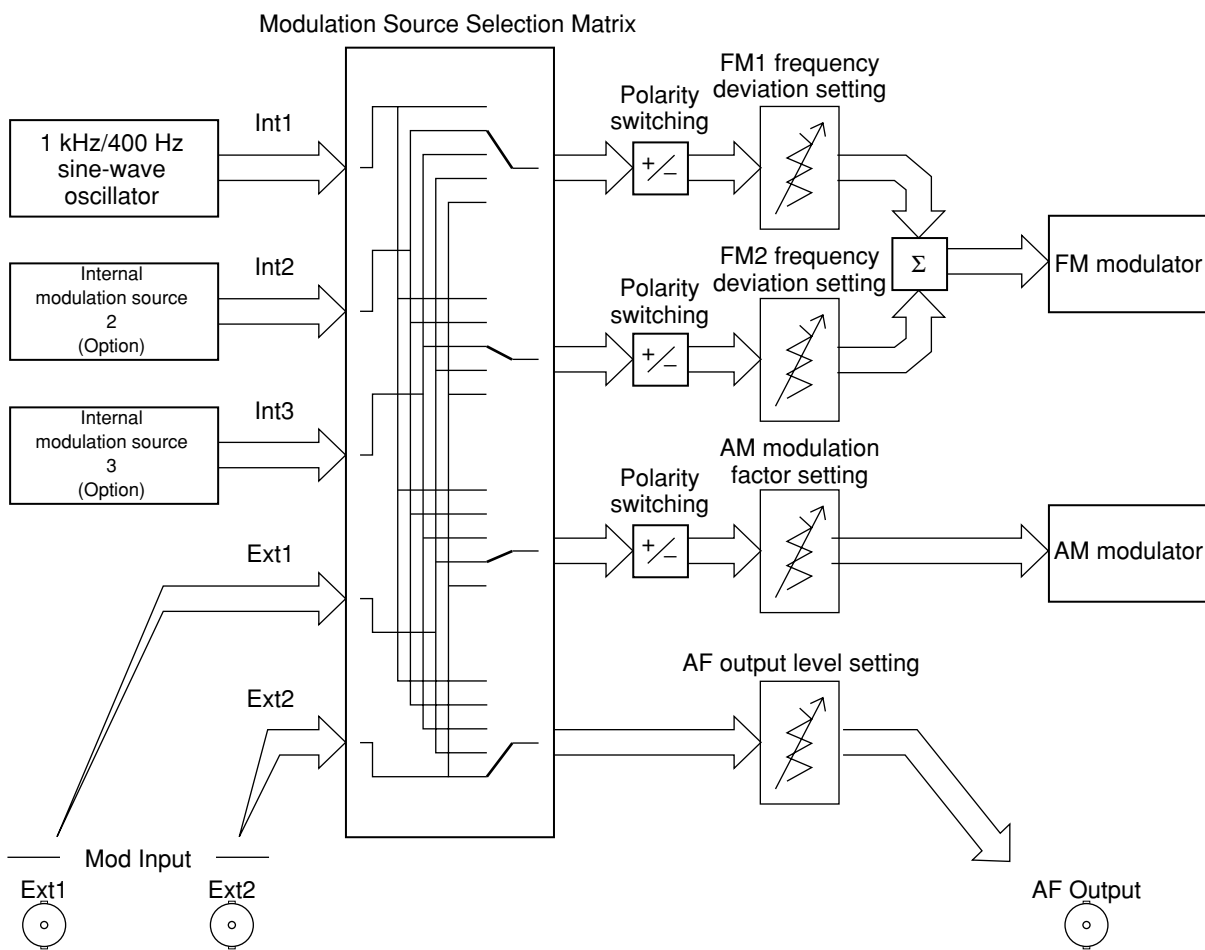 Modulation Source Selection Matrix
1 kHz/400 Hz
sine-wave
oscillator
Int1
Internal
modulation source
2
(Option)
Int2
Internal
modulation source
3
(Option)
Int3
Ext1
Ext2
Mod Input
Ext1
Ext2
Polarity
switching
+/−
FM1 frequency
deviation setting
Polarity
switching
+/−
FM2 frequency
deviation setting
Σ
FM modulator
Polarity
switching
+/−
AM modulation
factor setting
AM modulator
AF output level setting
AF Output